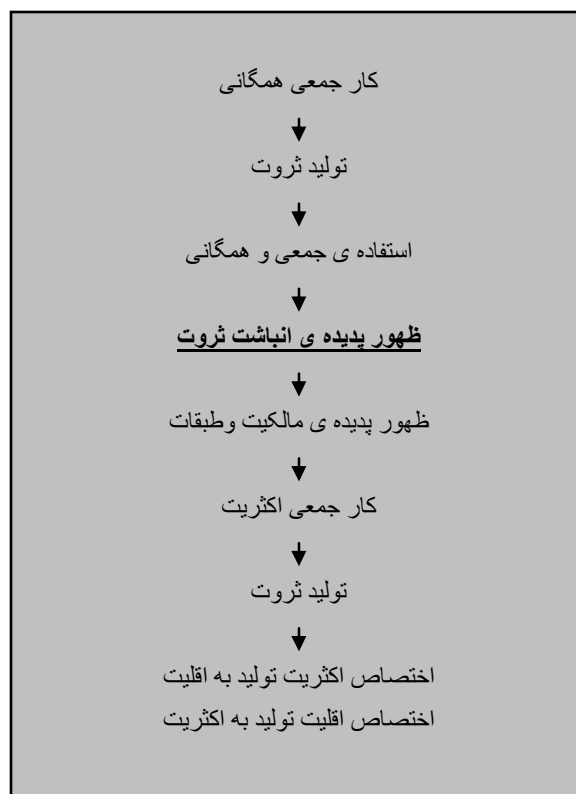 کار جمعی همگانی
تولید ثروت
استفاده ی جمعی و همگانی
ظهور پدیده ی انباشت ثروت
ظهور پدیده ی مالکیت وطبقات
کار جمعی اکثریت
تولید ثروت
اختصاص اکثریت تولید به اقلیت
اختصاص اقلیت تولید به اکثریت